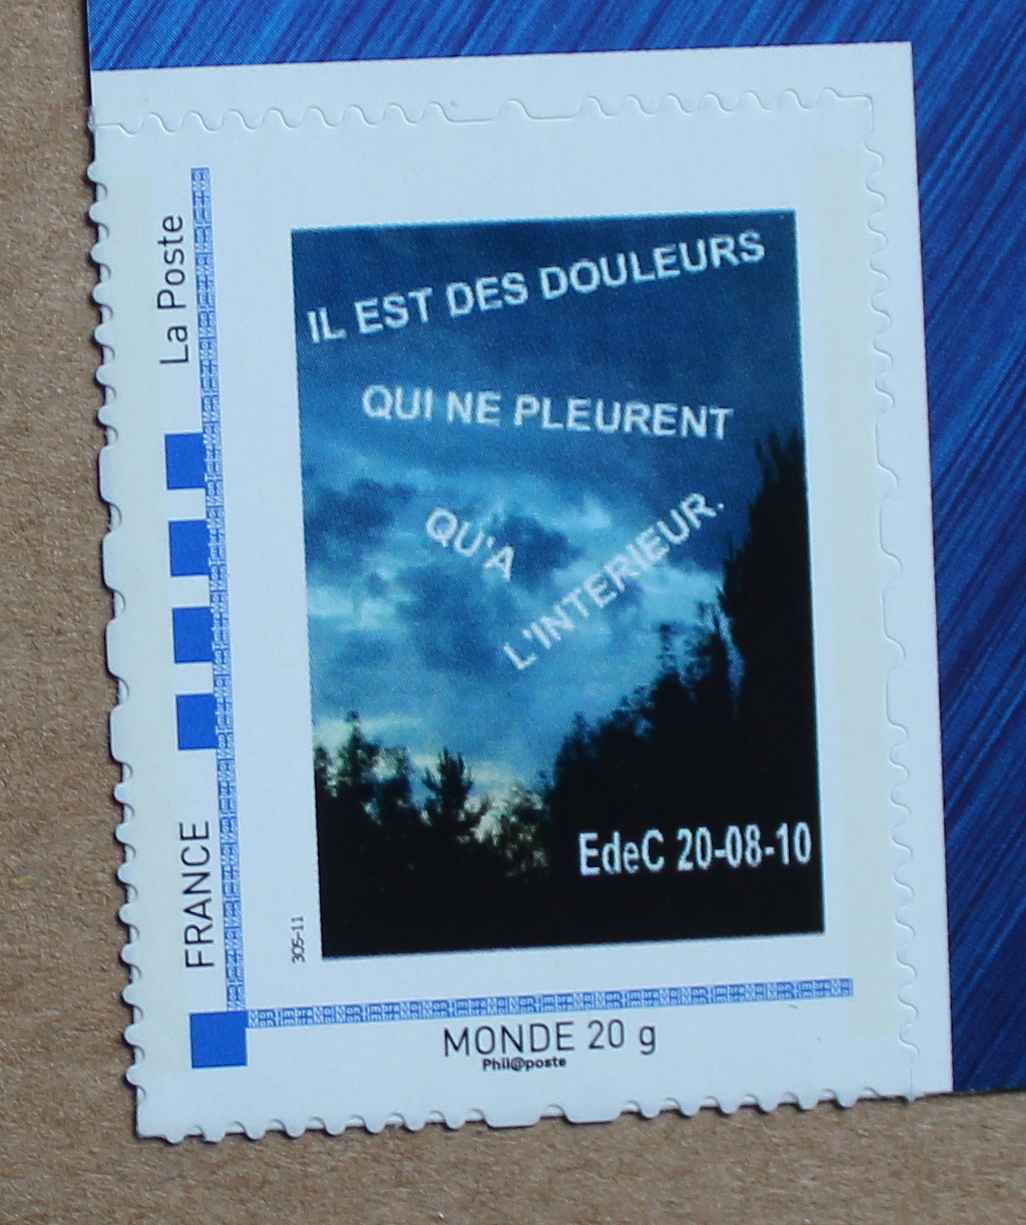 La Poste
FRANCE
IL EST DES DOULEURS
QUI NE PLEURENT
QU'A
L'INTERIEUR.
EdeC 20-08-10
305-11
MONDE 20 g
Phil@poste